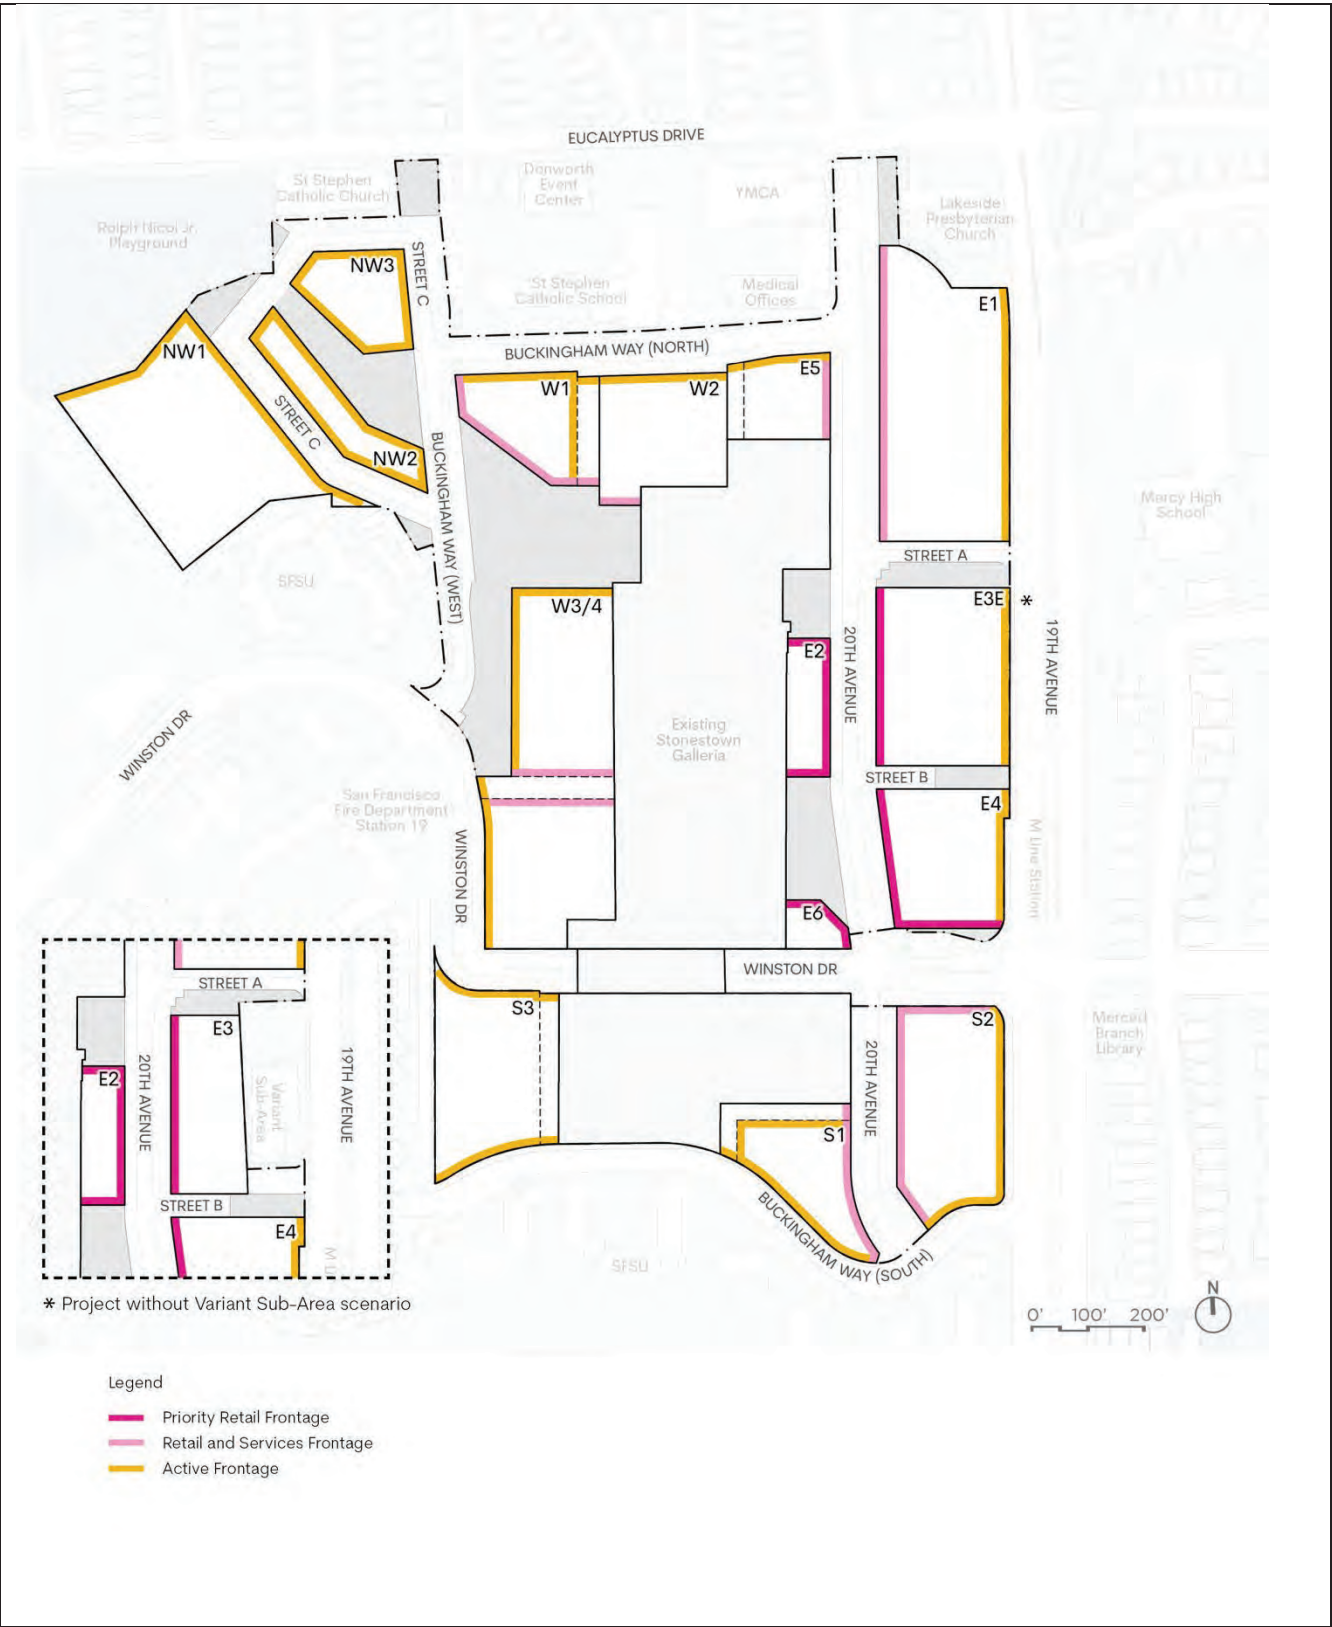 EUCALYPTUS DRIVE
St Stephen
Catholic Church
Donworth
Event
Center
YMCA
Lakeside
Presbyterian
Church
Rolph Nicol Jr.
Playground
NW3
STREET C
St Stephen
Catholic School
Medical
Offices
E1
NW1
BUCKINGHAM WAY (NORTH)
W1
W2
E5
STREET C
NW2
BUCKINGHAM WAY (WEST)
Mercy High
School
STREET A
SFSU
W3/4
E3E
*
E2
20TH AVENUE
19TH AVENUE
WINSTON DR
Existing
Stonestown
Galleria
STREET B
San Francisco
Fire Department
Station 19
E4
M Line Station
WINSTON DR
E6
WINSTON DR
S3
S2
Merced
Branch
Library
20TH AVENUE
S1
BUCKINGHAM WAY (SOUTH)
SFSU
STREET A
E3
E2
20TH AVENUE
Variant
Sub-Area
19TH AVENUE
STREET B
E4
M Li
* Project without Variant Sub-Area scenario
N
0' 100' 200'
Legend
Priority Retail Frontage
Retail and Services Frontage
Active Frontage